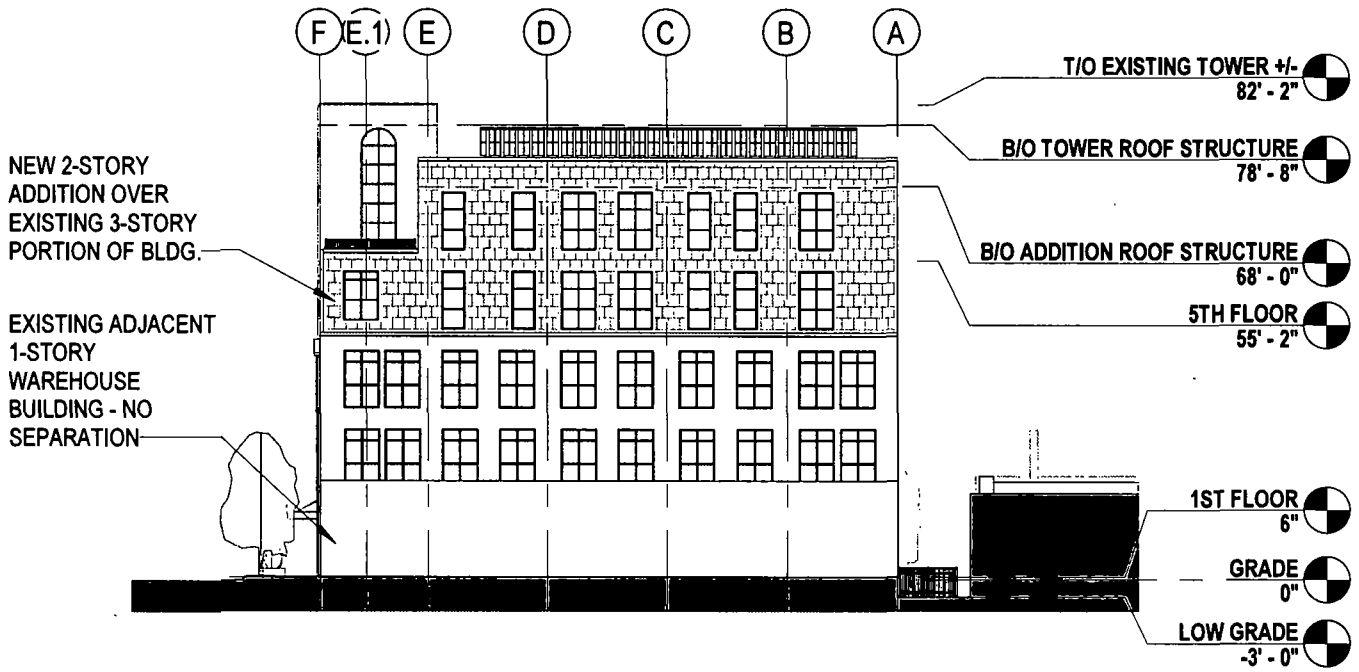 F (E.1) E D C B A
T/O EXISTING TOWER +/-
82' - 2"
B/O TOWER ROOF STRUCTURE
78' - 8"
NEW 2-STORY
ADDITION OVER
EXISTING 3-STORY
PORTION OF BLDG.
B/O ADDITION ROOF STRUCTURE
68' - 0"
5TH FLOOR
55' - 2"
EXISTING ADJACENT
1-STORY
WAREHOUSE
BUILDING - NO
SEPARATION
1ST FLOOR
6"
GRADE
0"
LOW GRADE
-3' - 0"